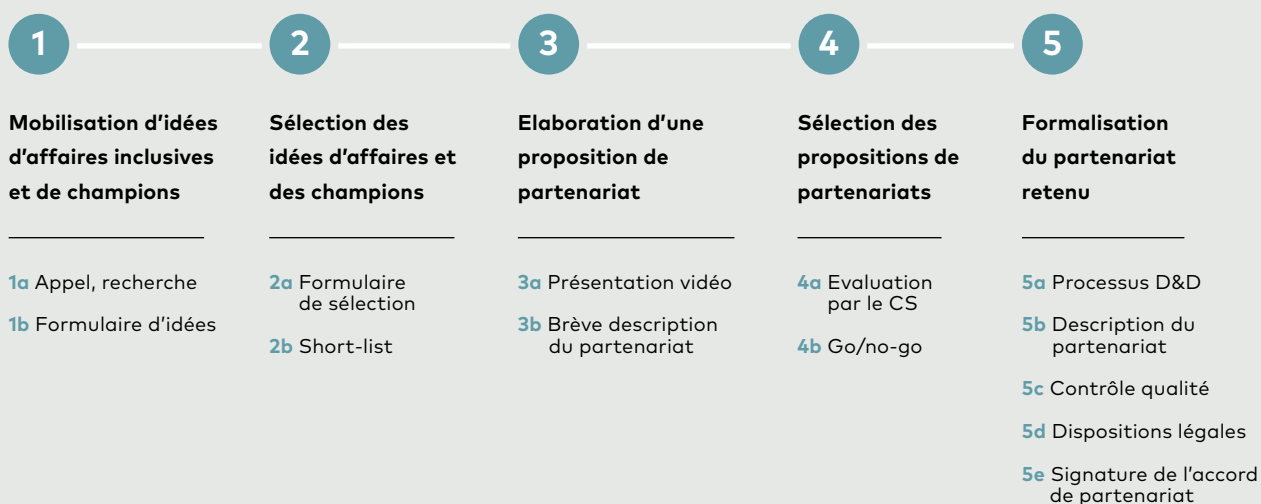 1
Mobilisation d'idées
d'affaires inclusives
et de champions
1a Appel, recherche
1b Formulaire d'idées
2
Sélection des
idées d'affaires et
des champions
2a Formulaire
de sélection
2b Short-list
3
Elaboration d'une
proposition de
partenariat
3a Présentation vidéo
3b Brève description
du partenariat
4
Sélection des
propositions de
partenariats
4a Evaluation
par le CS
4b Go/no-go
5
Formalisation
du partenariat
retenu
5a Processus D&D
5b Description du
partenariat
5c Contrôle qualité
5d Dispositions légales
5e Signature de l'accord
de partenariat